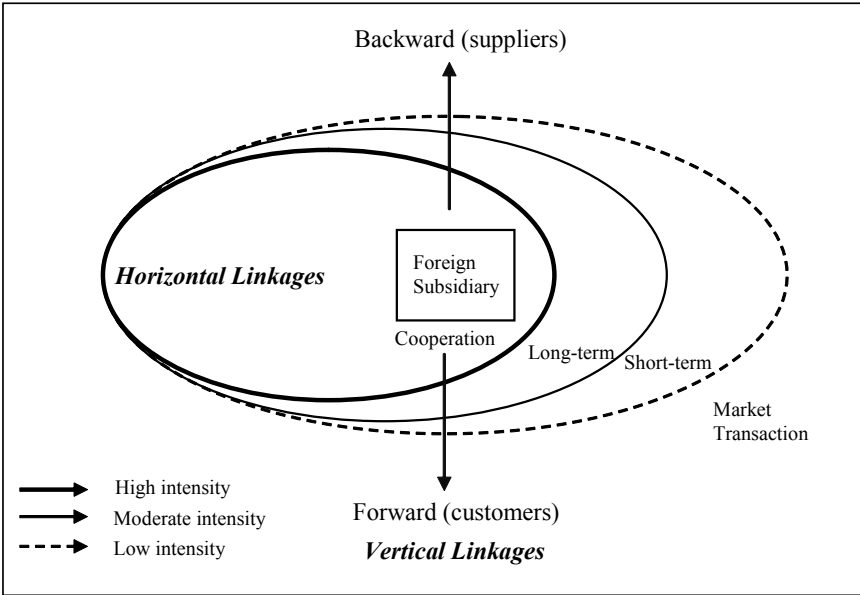 Backward (suppliers)
Horizontal Linkages
Foreign
Subsidiary
Cooperation
Long-term
Short-term
Market
Transaction
High intensity
Moderate intensity
Low intensity
Forward (customers)
Vertical Linkages